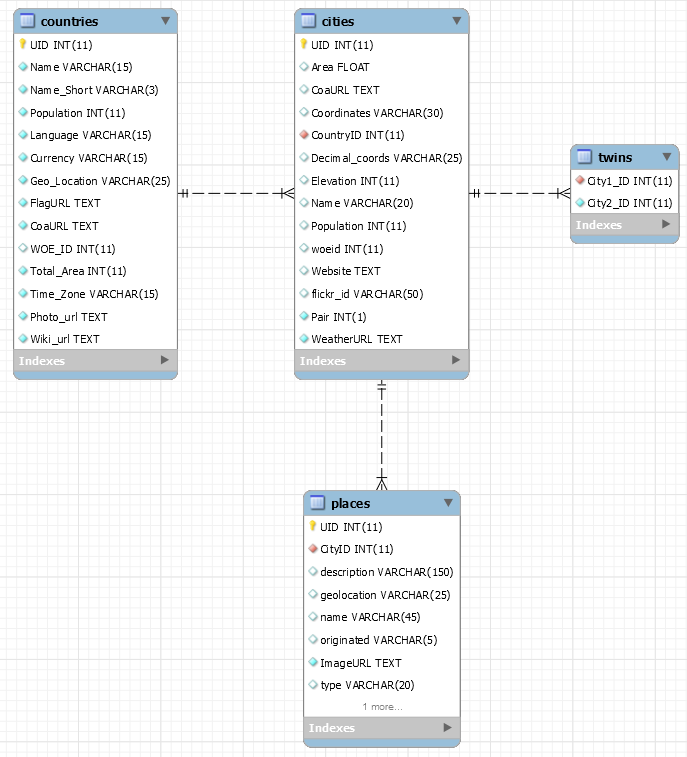 countries
UID INT(11)
Name VARCHAR(15)
Name_Short VARCHAR(3)
Population INT(11)
Language VARCHAR(15)
Currency VARCHAR(15)
Geo_Location VARCHAR(25)
FlagURL TEXT
CoaURL TEXT
WOE_ID INT(11)
Total_Area INT(11)
Time_Zone VARCHAR(15)
Photo_url TEXT
Wiki_url TEXT
Indexes
cities
UID INT(11)
Area FLOAT
CoaURL TEXT
Coordinates VARCHAR(30)
CountryID INT(11)
Decimal_coords VARCHAR(25)
Elevation INT(11)
Name VARCHAR(20)
Population INT(11)
woeid INT(11)
Website TEXT
flickr_id VARCHAR(50)
Pair INT(1)
WeatherURL TEXT
Indexes
twins
City1_ID INT(11)
City2_ID INT(11)
Indexes
places
UID INT(11)
CityID INT(11)
description VARCHAR(150)
geolocation VARCHAR(25)
name VARCHAR(45)
originated VARCHAR(5)
ImageURL TEXT
type VARCHAR(20)
1 more...
Indexes